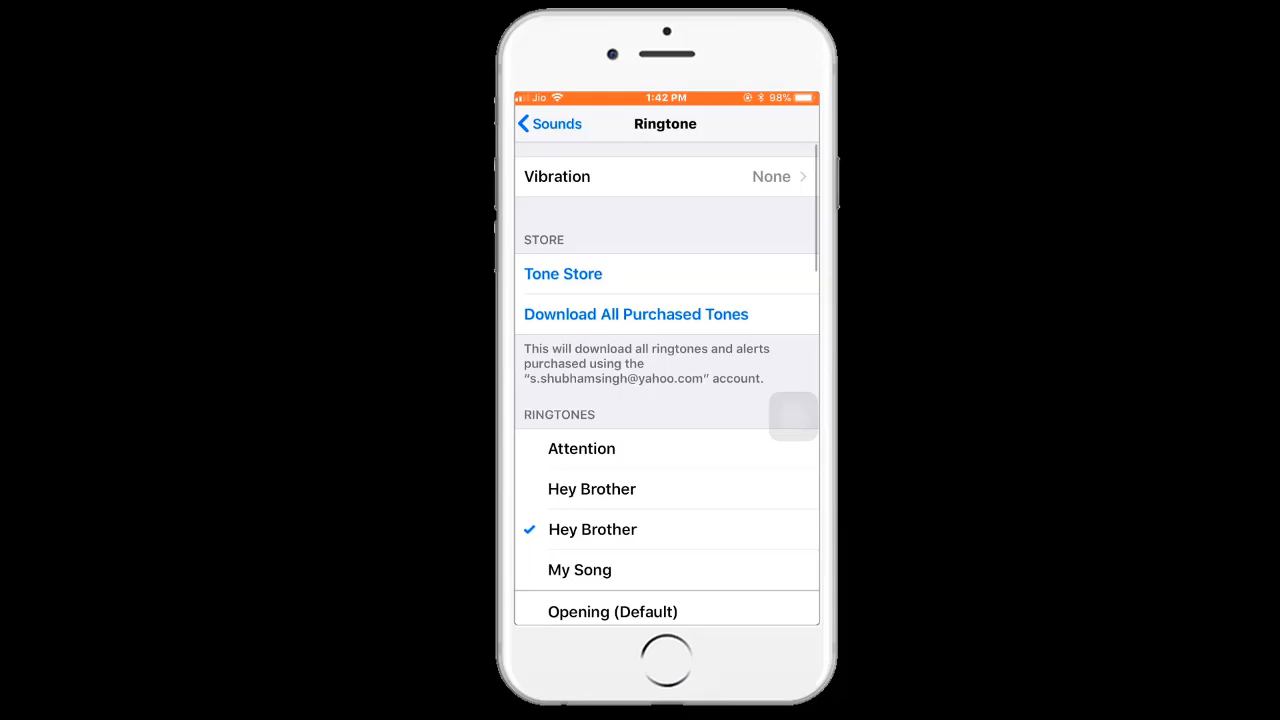 Jio 1:42 PM 98%
Sounds Ringtone
Vibration None
STORE
Tone Store
Download All Purchased Tones
This will download all ringtones and alerts
purchased using the
“s.shubhamsingh@yahoo.com” account.
RINGTONES
Attention
Hey Brother
Hey Brother
My Song
Opening (Default)